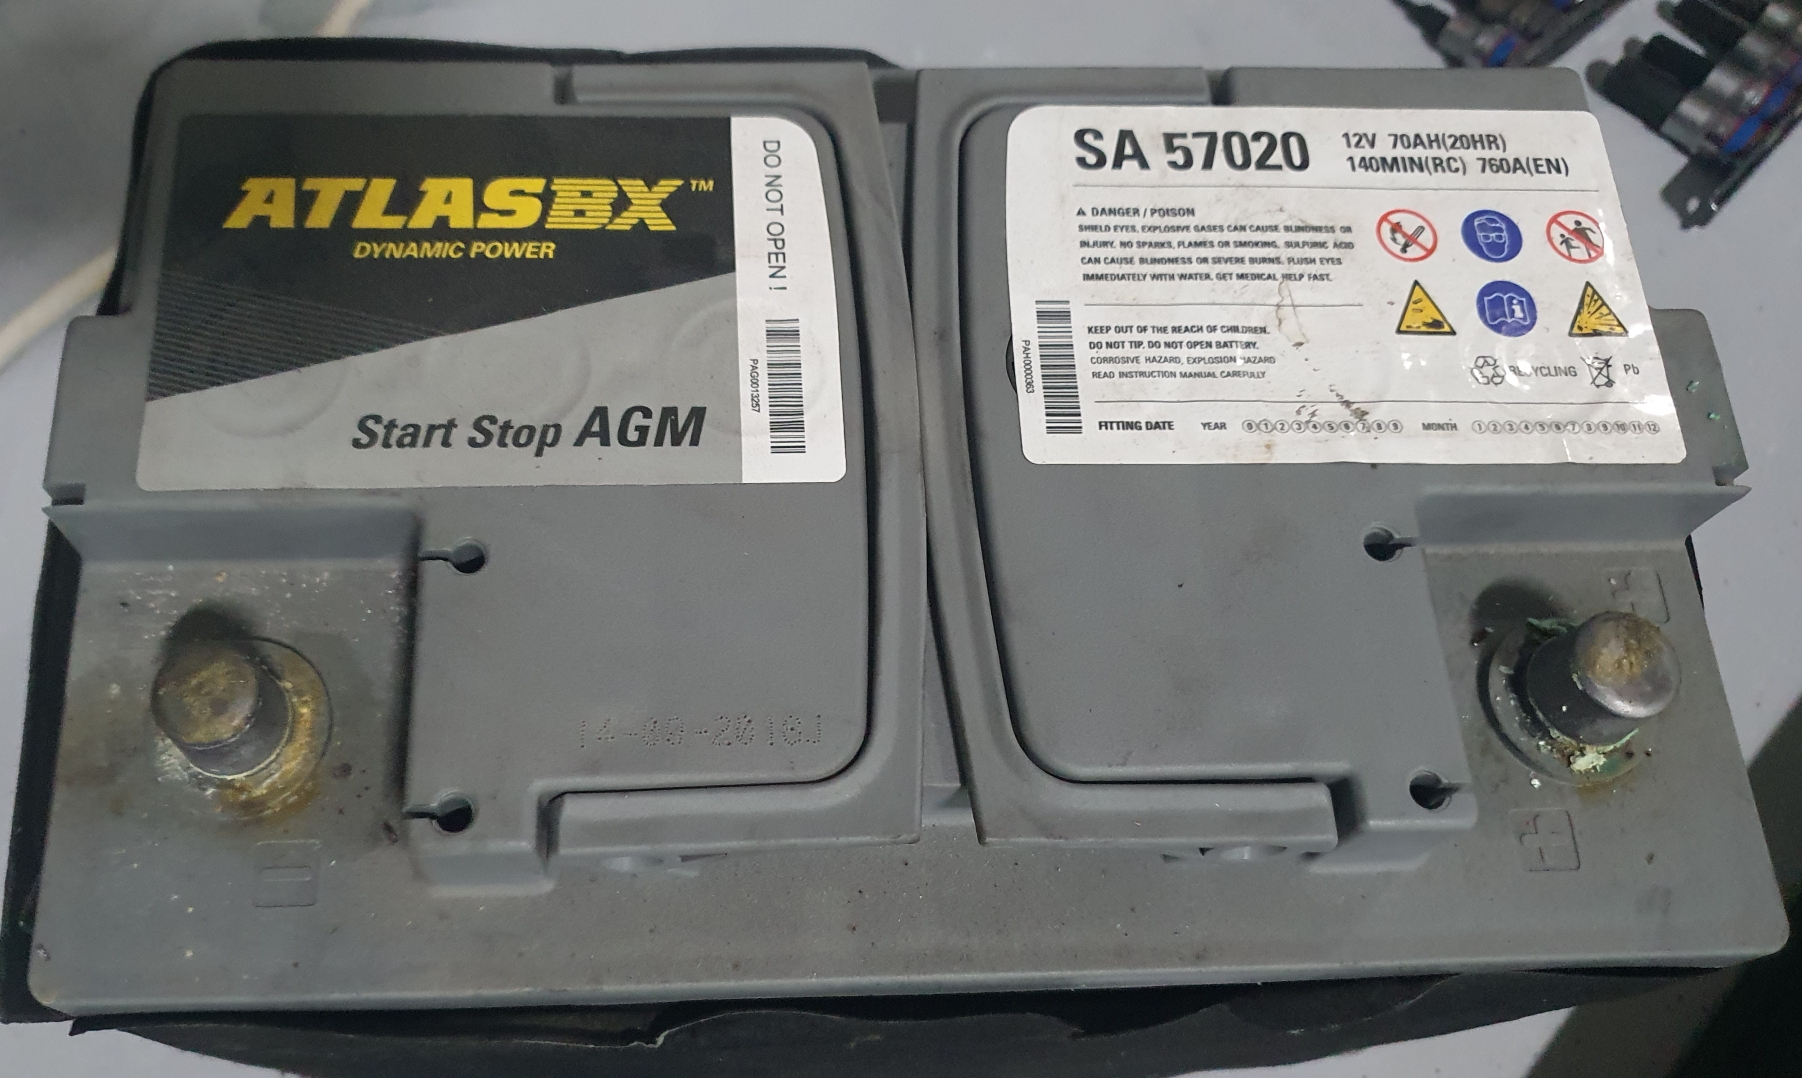 ATLASBX™
DYNAMIC POWER
Start Stop AGM
DO NOT OPEN !
PAG0013257
SA 57020
12V 70AH(20HR)
140MIN(RC) 760A(EN)
⚠ DANGER / POISON
SHIELD EYES, EXPLOSIVE GASES CAN CAUSE BLINDNESS OR
INJURY. NO SPARKS, FLAMES OR SMOKING. SULFURIC ACID
CAN CAUSE BLINDNESS OR SEVERE BURNS. FLUSH EYES
IMMEDIATELY WITH WATER. GET MEDICAL HELP FAST.
KEEP OUT OF THE REACH OF CHILDREN.
DO NOT TIP. DO NOT OPEN BATTERY.
CORROSIVE HAZARD, EXPLOSION HAZARD
READ INSTRUCTION MANUAL CAREFULLY
PAH0000363
RECYCLING
Pb
FITTING DATE YEAR 0 1 2 3 4 5 6 7 8 9 MONTH 1 2 3 4 5 6 7 8 9 10 11 12